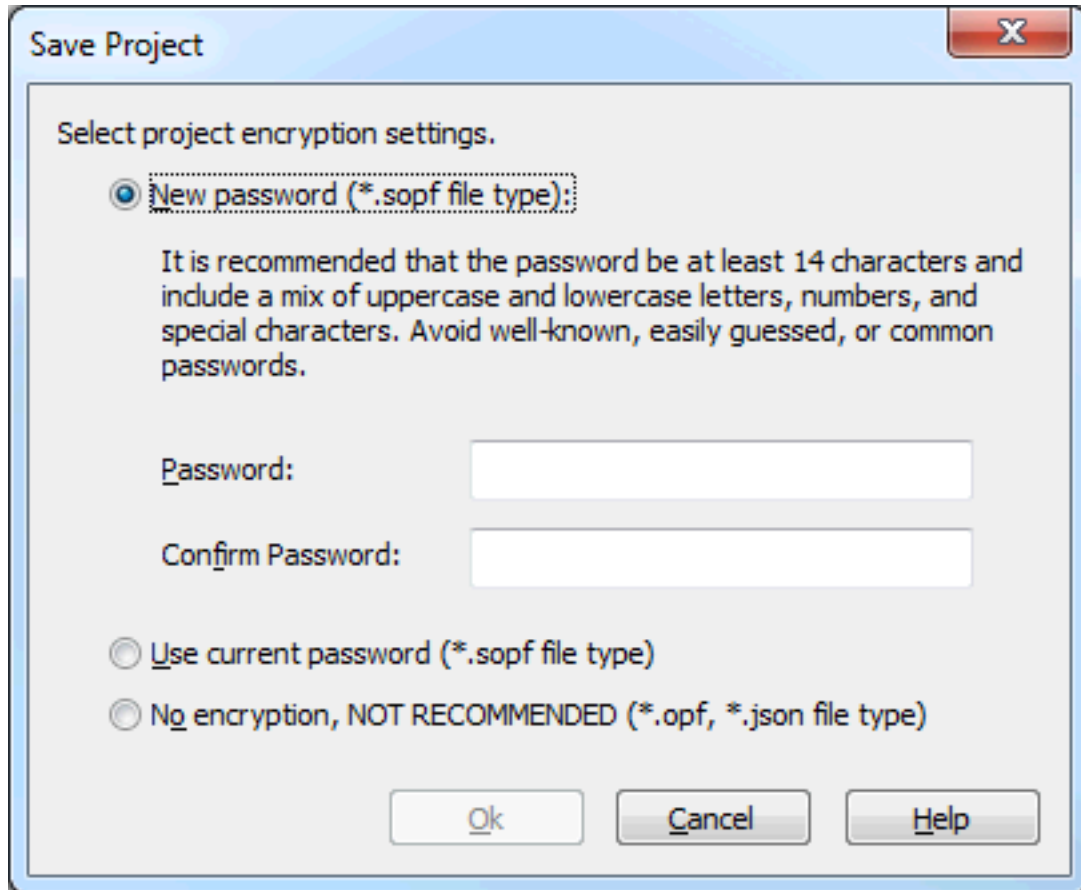 Save Project
Select project encryption settings.
New password (*.sopf file type):
It is recommended that the password be at least 14 characters and
include a mix of uppercase and lowercase letters, numbers, and
special characters. Avoid well-known, easily guessed, or common
passwords.
Password:
Confirm Password:
Use current password (*.sopf file type)
No encryption, NOT RECOMMENDED (*.opf, *.json file type)
Ok Cancel Help